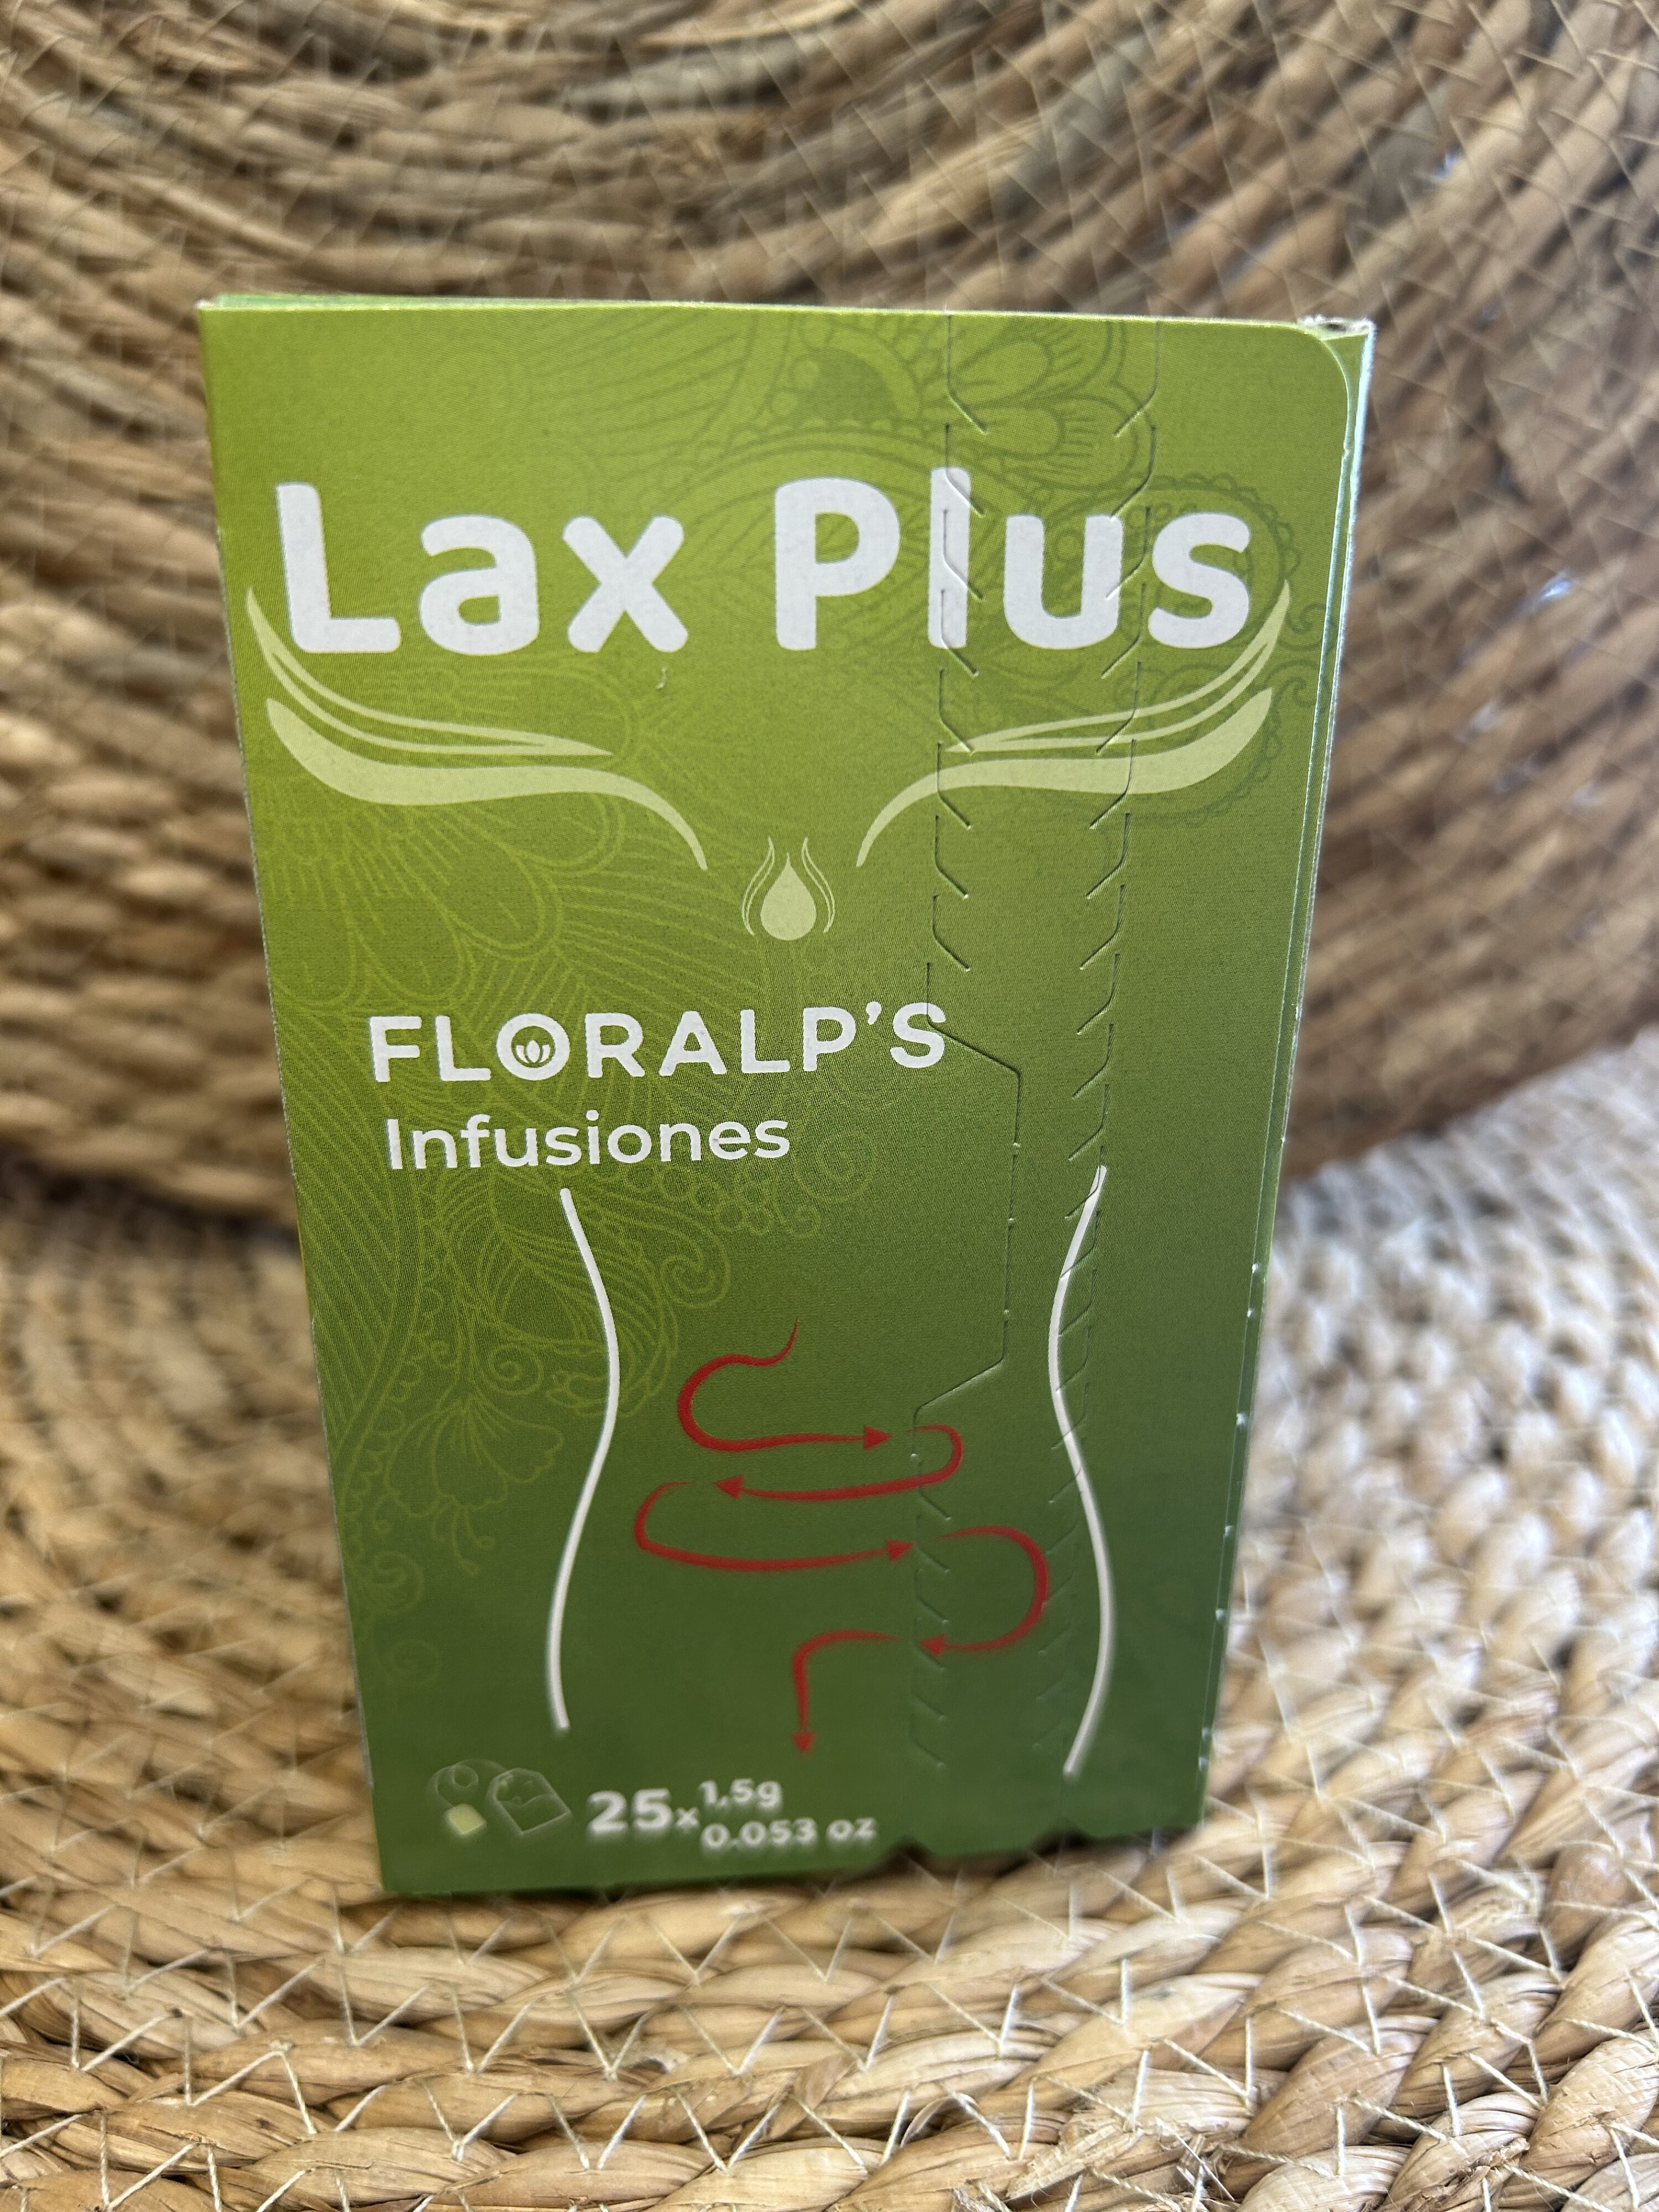 Lax Plus
FLORALP'S
Infusiones
25x 1,5g
0.053 oz